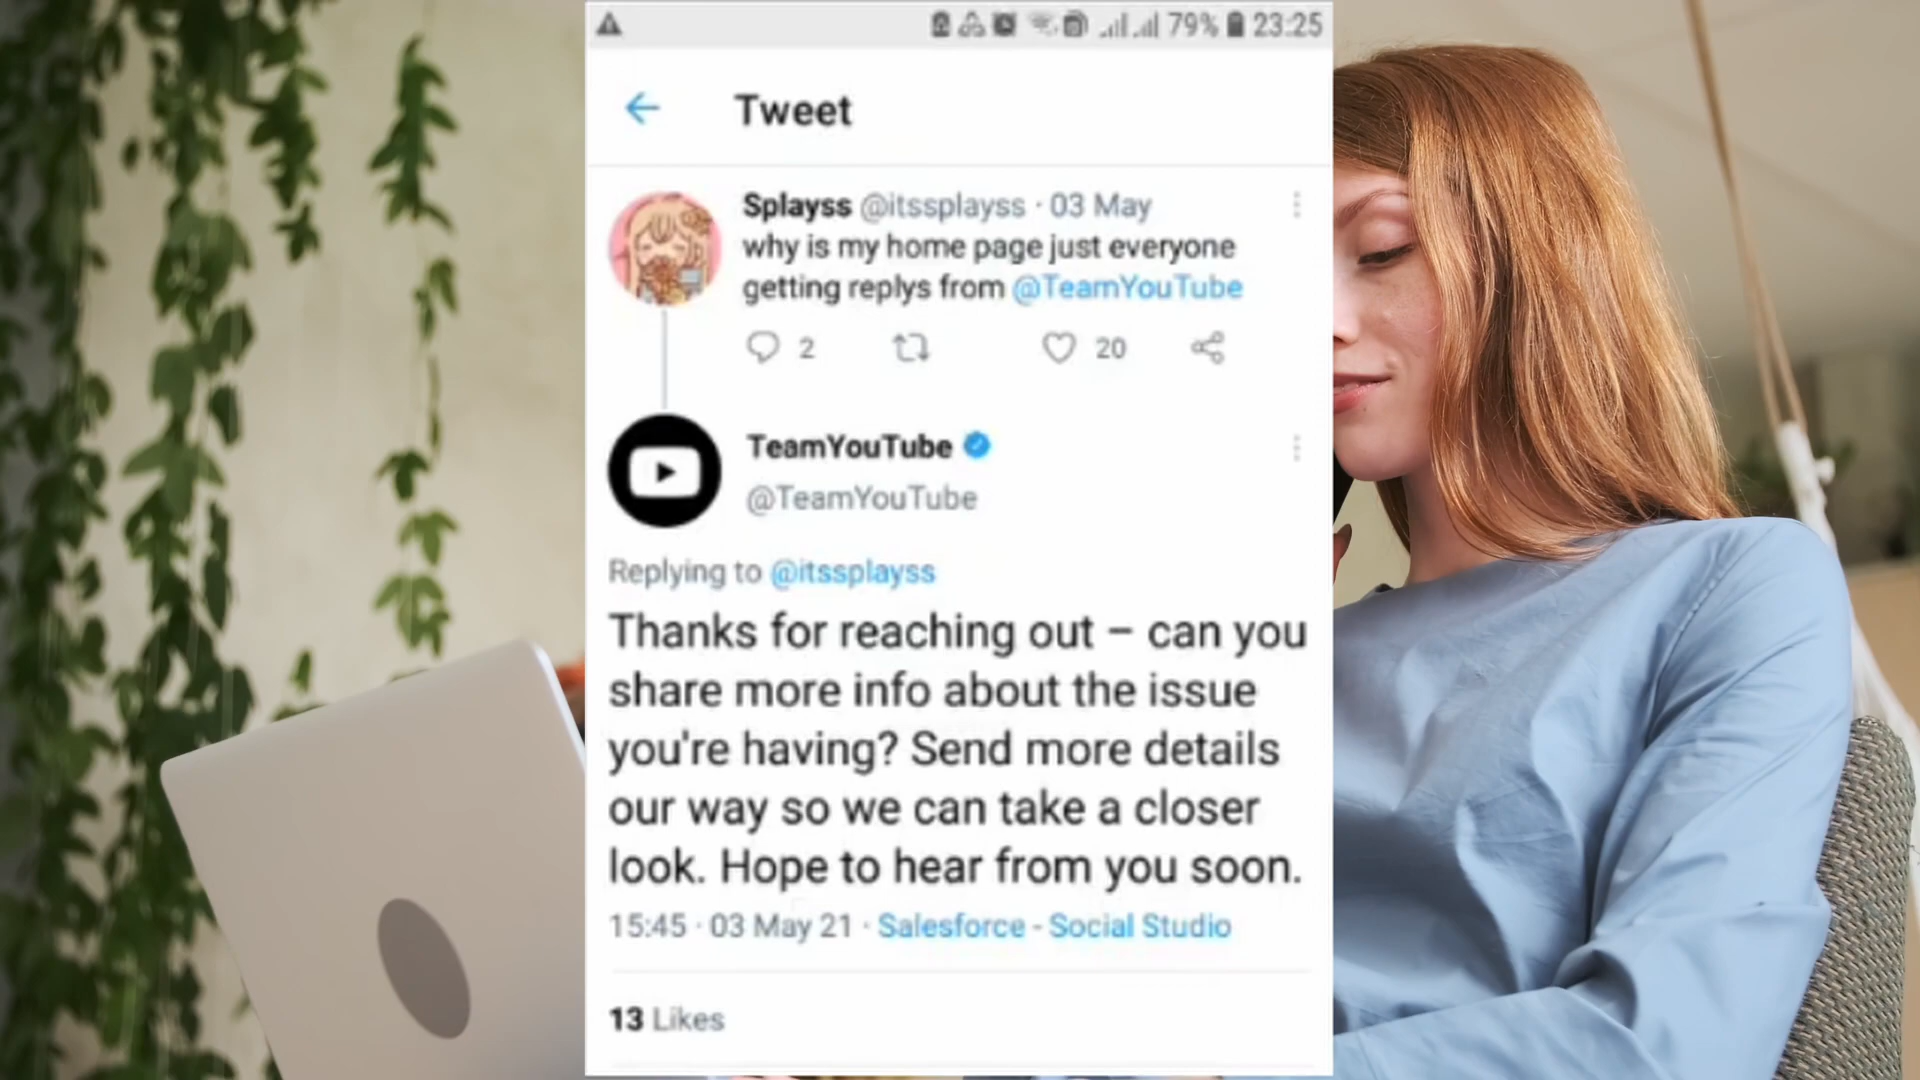 79% 23:25
Tweet
Splayss @itssplayss · 03 May
why is my home page just everyone
getting replys from @TeamYouTube
2 20
TeamYouTube
@TeamYouTube
Replying to @itssplayss
Thanks for reaching out – can you
share more info about the issue
you're having? Send more details
our way so we can take a closer
look. Hope to hear from you soon.
15:45 · 03 May 21 · Salesforce - Social Studio
13 Likes